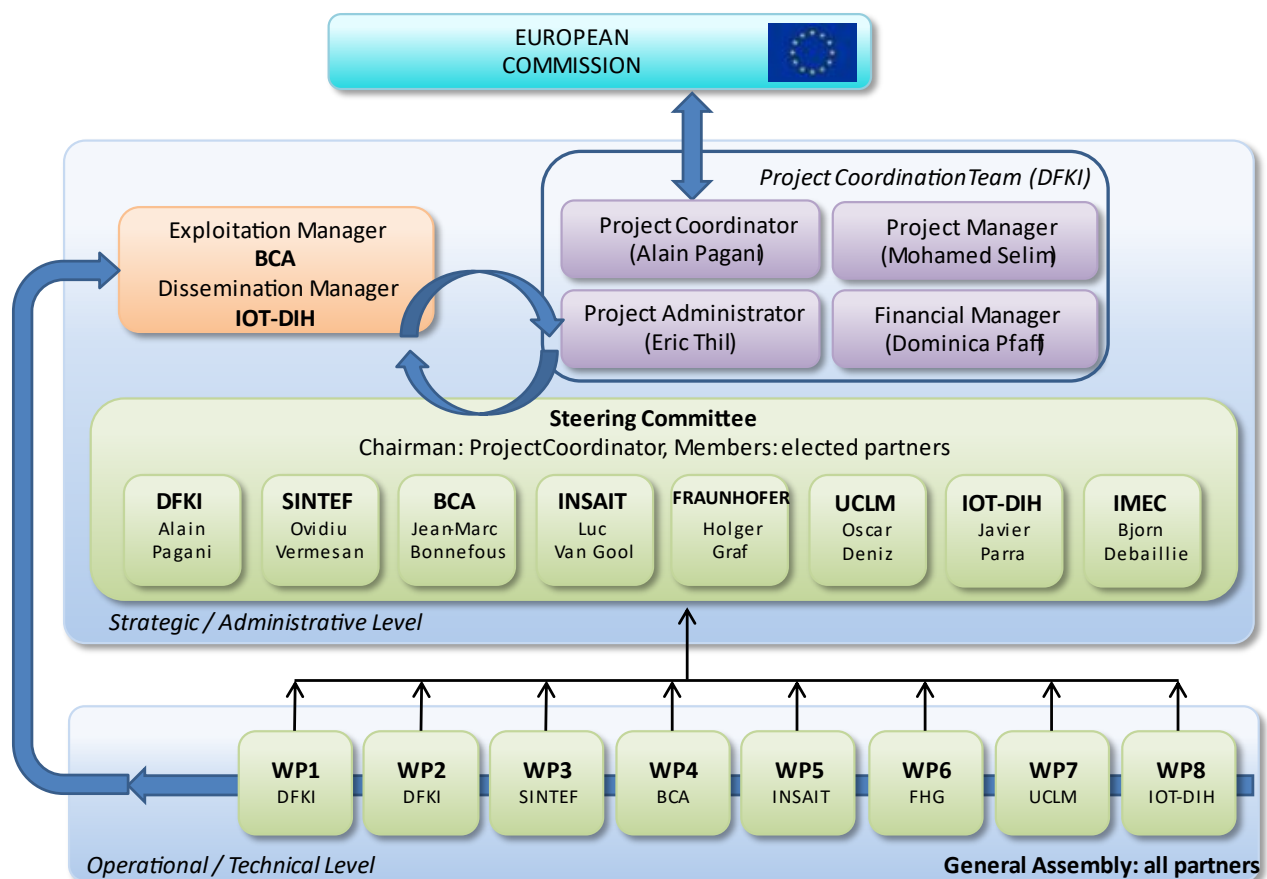 EUROPEAN
COMMISSION
Project Coordination Team (DFKI)
Project Coordinator
(Alain Pagani)
Project Manager
(Mohamed Selim)
Project Administrator
(Eric Thil)
Financial Manager
(Dominica Pfaff)
Exploitation Manager
BCA
Dissemination Manager
IOT-DIH
Steering Committee
Chairman: ProjectCoordinator, Members: elected partners
DFKI
Alain
Pagani
SINTEF
Ovidiu
Vermesan
BCA
Jean-Marc
Bonnefous
INSAIT
Luc
Van Gool
FRAUNHOFER
Holger
Graf
UCLM
Oscar
Deniz
IOT-DIH
Javier
Parra
IMEC
Bjorn
Debaillie
Strategic / Administrative Level
WP1
DFKI
WP2
DFKI
WP3
SINTEF
WP4
BCA
WP5
INSAIT
WP6
FHG
WP7
UCLM
WP8
IOT-DIH
Operational / Technical Level
General Assembly: all partners